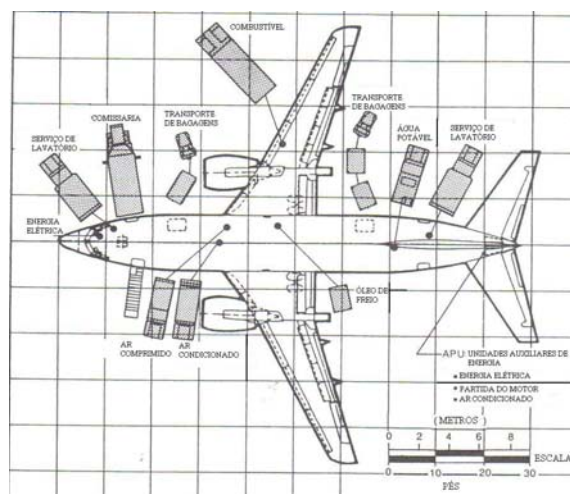 COMBUSTÍVEL
COMISSARIA
TRANSPORTE
DE BAGAGENS
TRANSPORTE
DE BAGAGENS
SERVIÇO DE
LAVATÓRIO
ÁGUA
POTÁVEL
SERVIÇO DE
LAVATÓRIO
ENERGIA
ELÉTRICA
ÓLEO DE
FREIO
AR
COMPRIMIDO
AR
CONDICIONADO
APU: UNIDADES AUXILIARES DE
ENERGIA
• ENERGIA ELÉTRICA
• PARTIDA DO MOTOR
• AR CONDICIONADO
( METROS )
0 2 4 6 8
ESCALA
0 10 20 30
PÉS